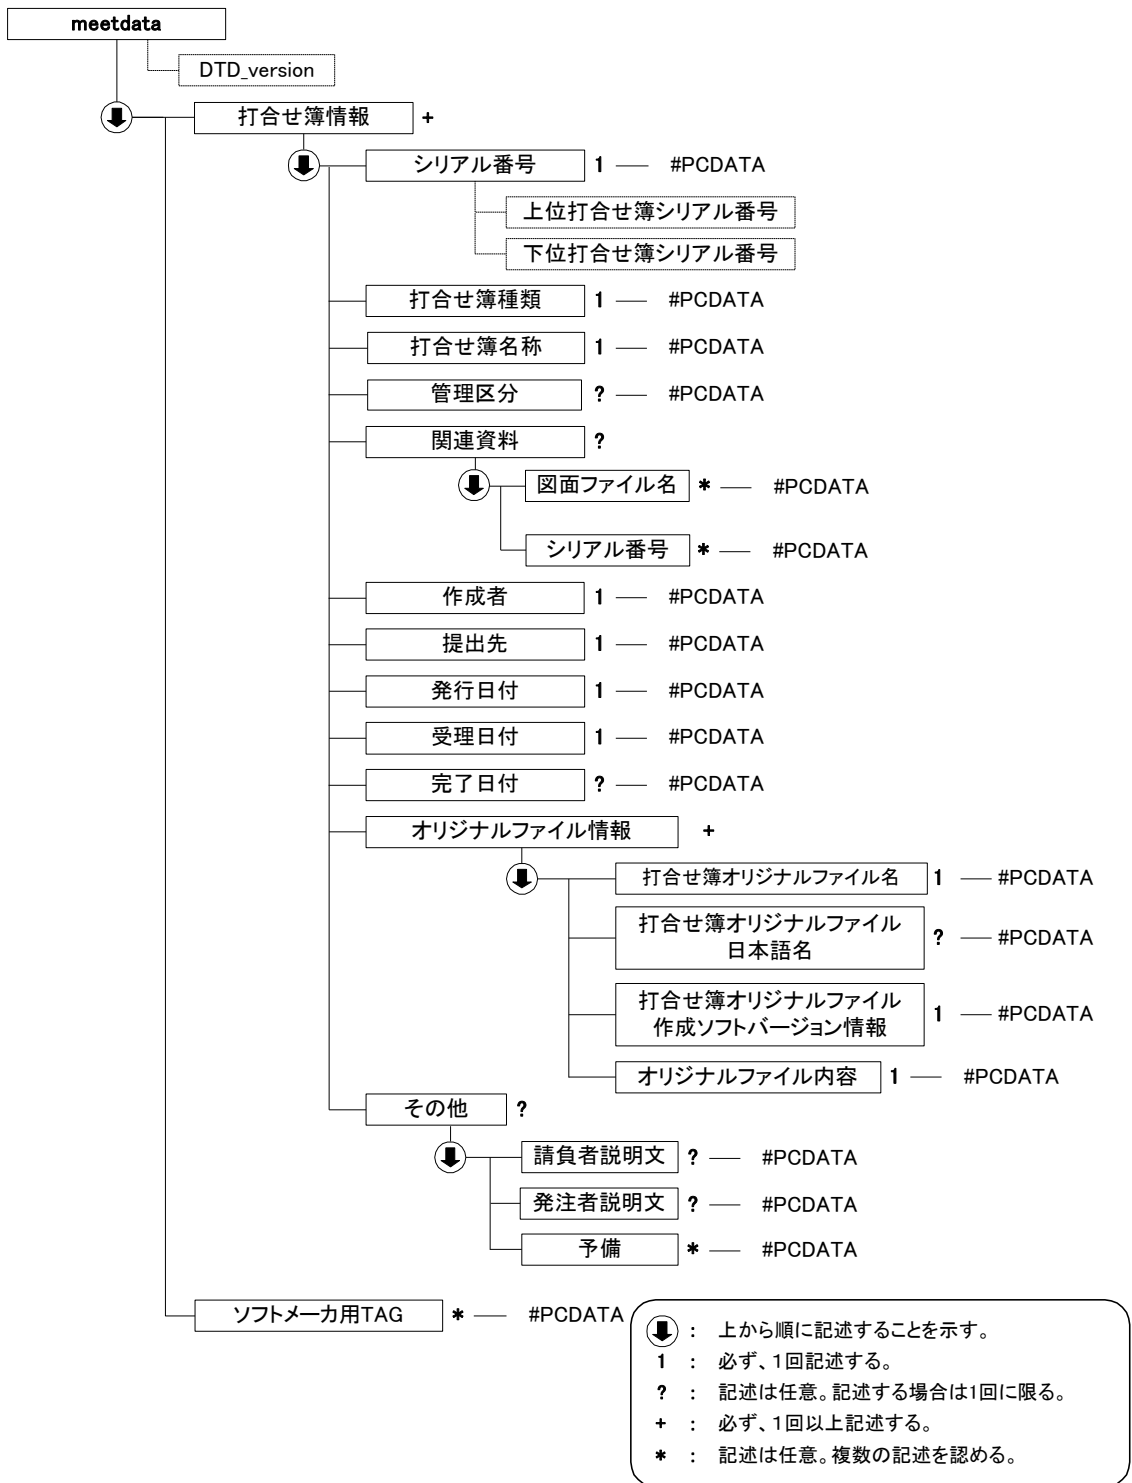 meetdata
DTD_version
打合せ簿情報 +
シリアル番号 1 #PCDATA
上位打合せ簿シリアル番号
下位打合せ簿シリアル番号
打合せ簿種類 1 #PCDATA
打合せ簿名称 1 #PCDATA
管理区分 ? #PCDATA
関連資料 ?
図面ファイル名 * #PCDATA
シリアル番号 * #PCDATA
作成者 1 #PCDATA
提出先 1 #PCDATA
発行日付 1 #PCDATA
受理日付 1 #PCDATA
完了日付 ? #PCDATA
オリジナルファイル情報 +
打合せ簿オリジナルファイル名 1 #PCDATA
打合せ簿オリジナルファイル
日本語名 ? #PCDATA
打合せ簿オリジナルファイル
作成ソフトバージョン情報 1 #PCDATA
オリジナルファイル内容 1 #PCDATA
その他 ?
請負者説明文 ? #PCDATA
発注者説明文 ? #PCDATA
予備 * #PCDATA
ソフトメーカ用TAG * #PCDATA
： 上から順に記述することを示す。
1 ： 必ず、1回記述する。
? ： 記述は任意。記述する場合は1回に限る。
+ ： 必ず、1回以上記述する。
* ： 記述は任意。複数の記述を認める。